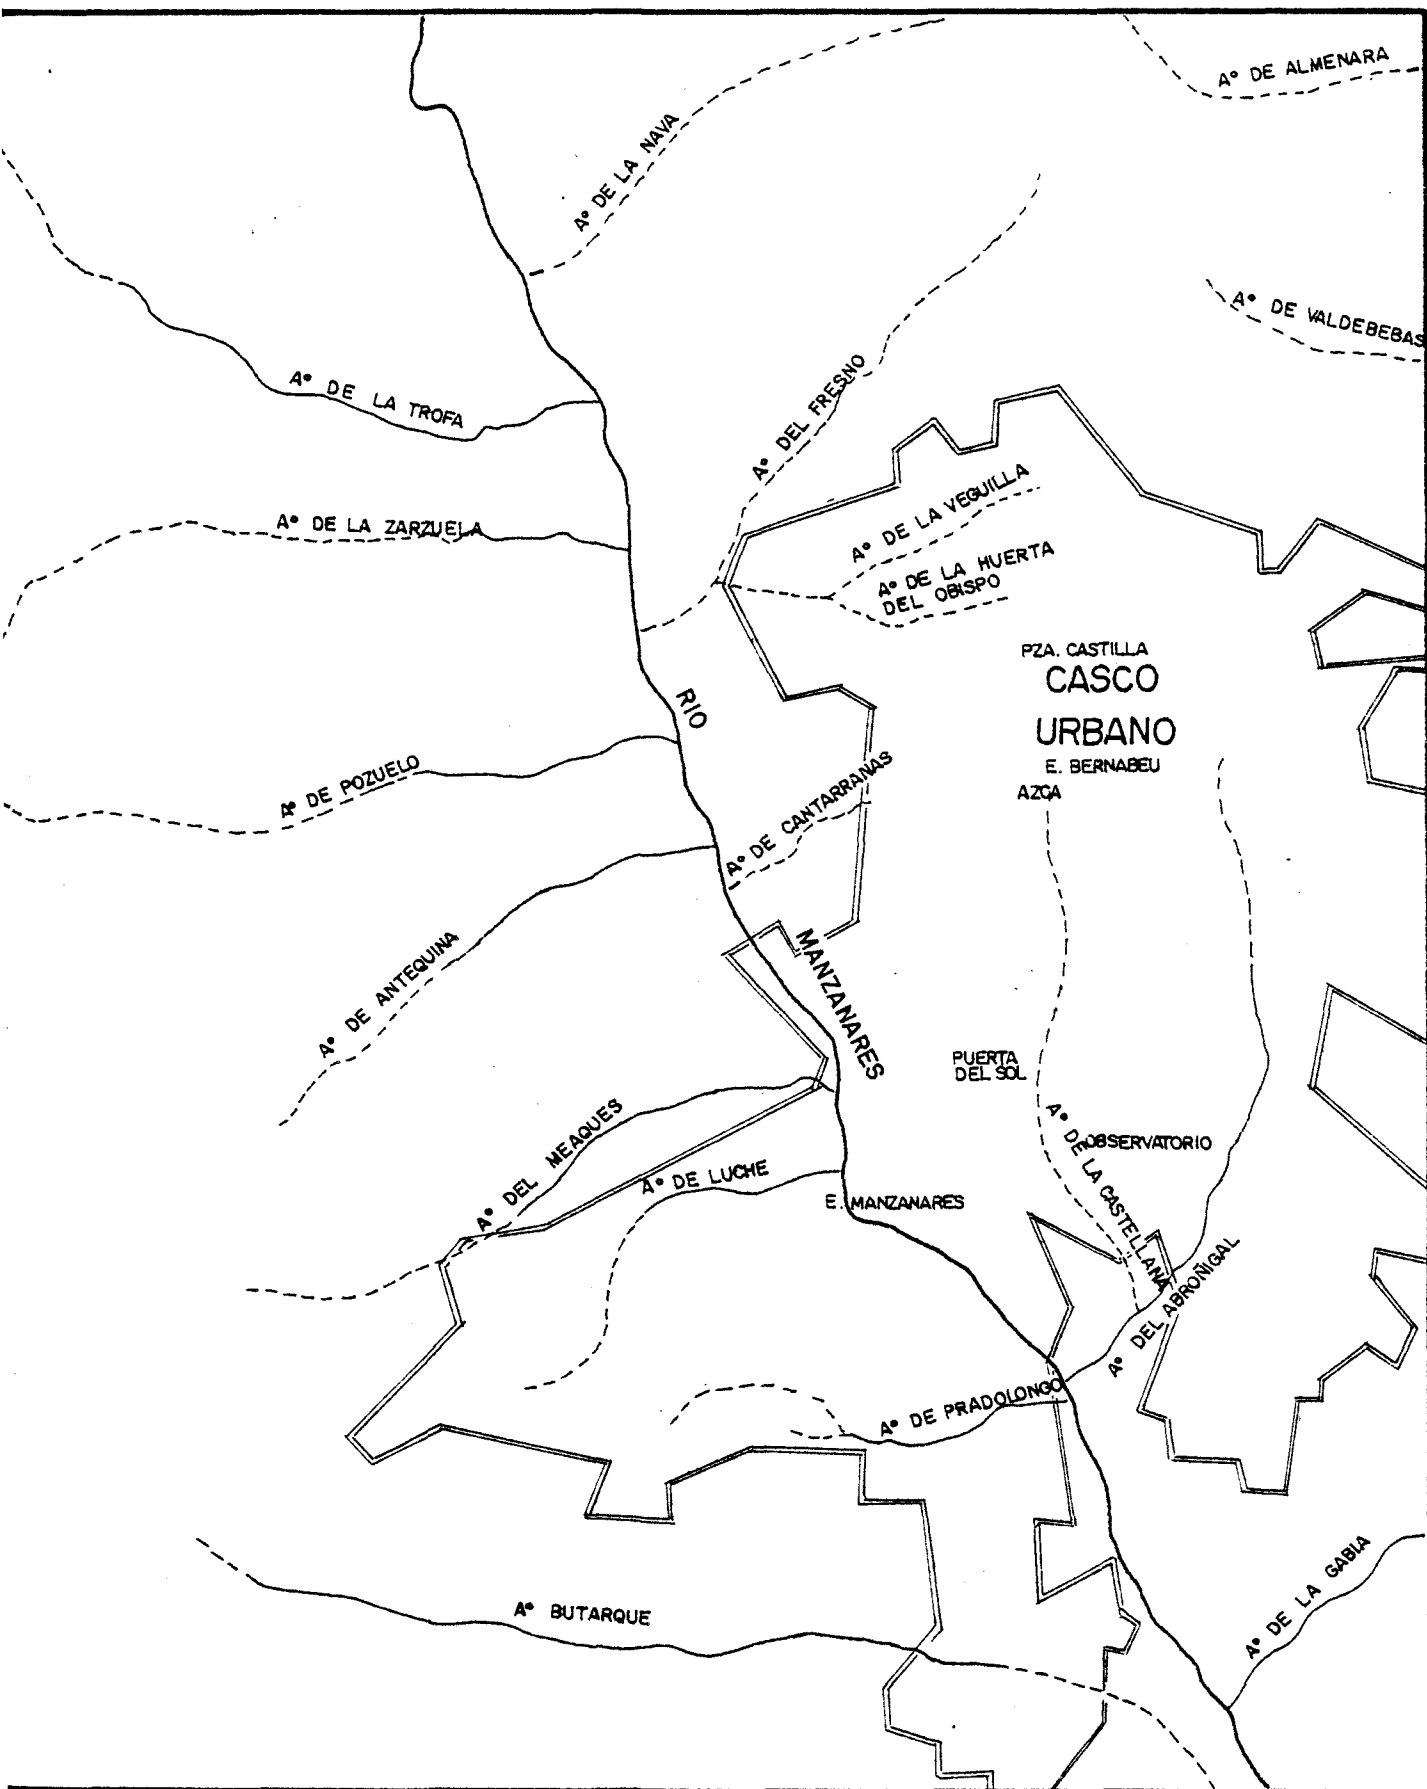 Aº DE ALMENARA
Aº DE LA NAVA
Aº DE VALDEBEBAS
Aº DE LA TROFA
Aº DEL FRESNO
Aº DE LA VEGUILLA
Aº DE LA ZARZUELA
Aº DE LA HUERTA
DEL OBISPO
PZA. CASTILLA
CASCO
URBANO
RIO
E. BERNABEU
AZCA
Aº DE POZUELO
Aº DE CANTARRANAS
MANZANARES
Aº DE ANTEQUINA
PUERTA
DEL SOL
Aº DEL MEAQUES
Aº DE LA CASTELLANA
OBSERVATORIO
Aº DE LUCHE
E. MANZANARES
Aº DEL ABROÑIGAL
Aº DE PRADOLONGO
Aº BUTARQUE
Aº DE LA GABIA